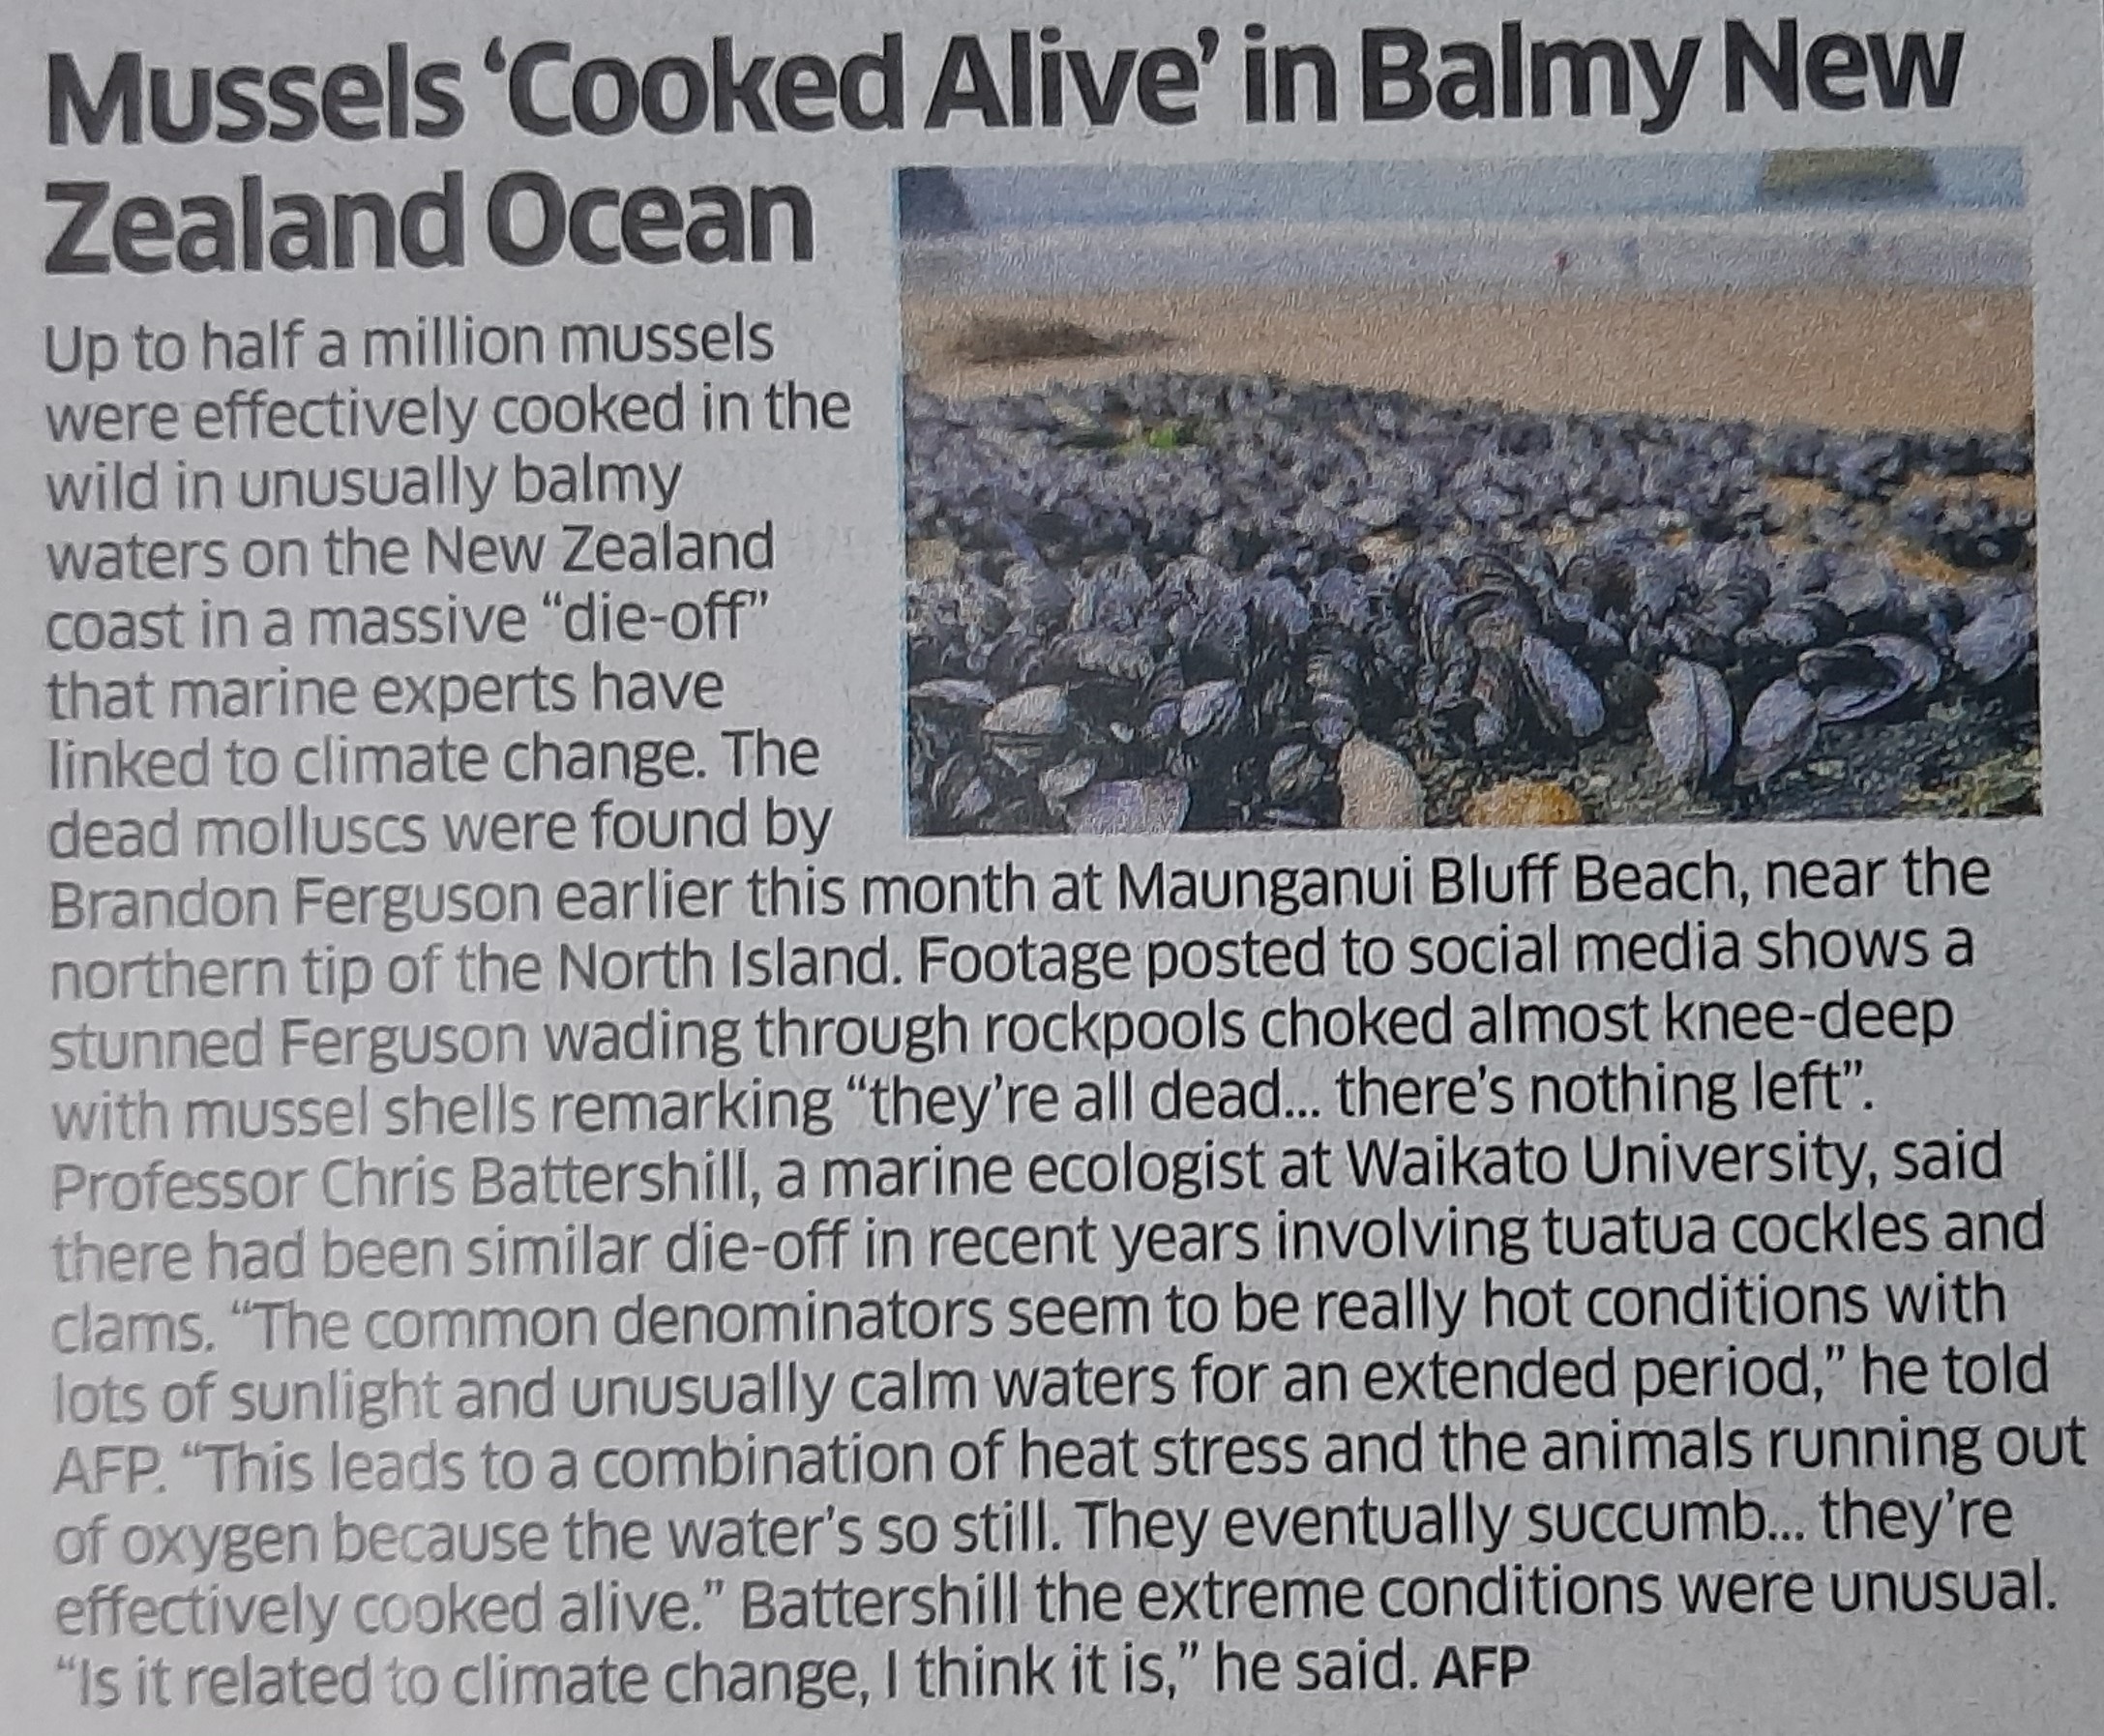 Mussels ‘Cooked Alive’ in Balmy New
Zealand Ocean
Up to half a million mussels
were effectively cooked in the
wild in unusually balmy
waters on the New Zealand
coast in a massive “die-off”
that marine experts have
linked to climate change. The
dead molluscs were found by
Brandon Ferguson earlier this month at Maunganui Bluff Beach, near the
northern tip of the North Island. Footage posted to social media shows a
stunned Ferguson wading through rockpools choked almost knee-deep
with mussel shells remarking “they’re all dead... there’s nothing left”.
Professor Chris Battershill, a marine ecologist at Waikato University, said
there had been similar die-off in recent years involving tuatua cockles and
clams. “The common denominators seem to be really hot conditions with
lots of sunlight and unusually calm waters for an extended period,” he told
AFP. “This leads to a combination of heat stress and the animals running out
of oxygen because the water’s so still. They eventually succumb... they’re
effectively cooked alive.” Battershill the extreme conditions were unusual.
“Is it related to climate change, I think it is,” he said. AFP